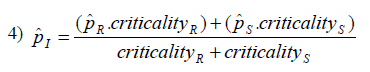 4) p̂_I = ((p̂_R.criticality_R)+(p̂_S.criticality_S)) / (criticality_R + criticality_S)